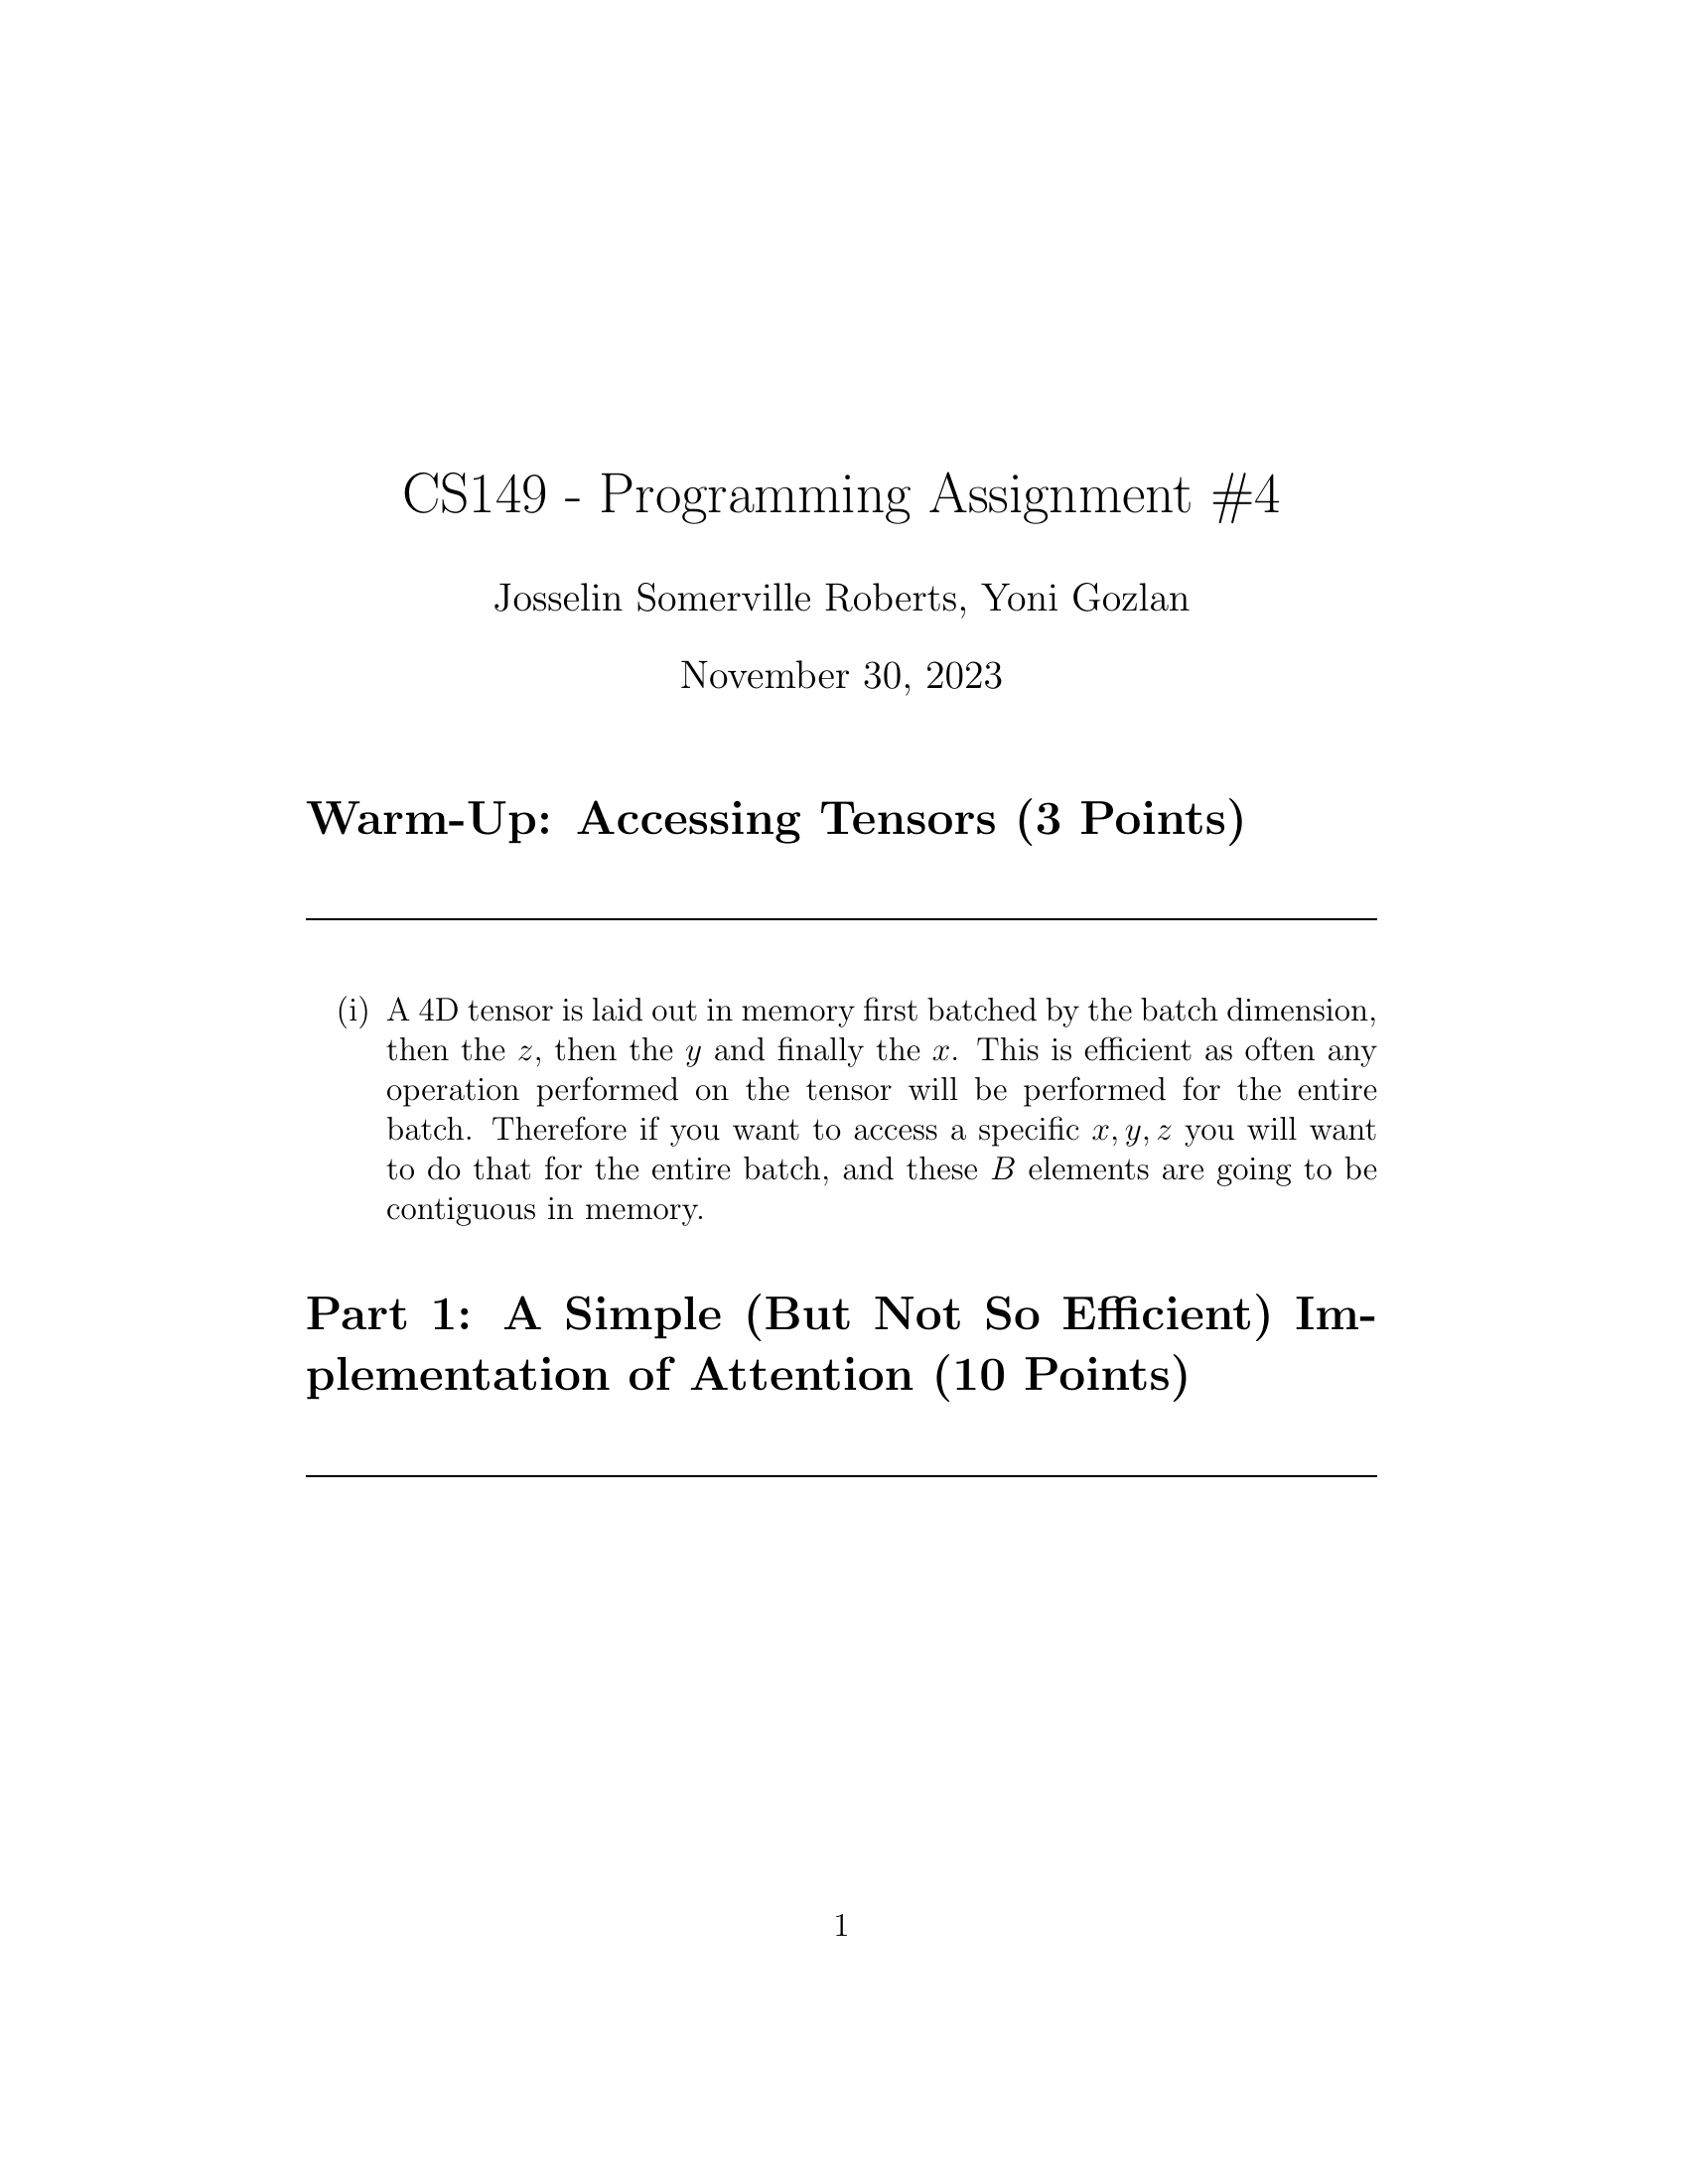 CS149 - Programming Assignment #4
Josselin Somerville Roberts, Yoni Gozlan
November 30, 2023
Warm-Up: Accessing Tensors (3 Points)
(i) A 4D tensor is laid out in memory first batched by the batch dimension,
then the z, then the y and finally the x. This is efficient as often any
operation performed on the tensor will be performed for the entire
batch. Therefore if you want to access a specific x, y, z you will want
to do that for the entire batch, and these B elements are going to be
contiguous in memory.
Part 1: A Simple (But Not So Efficient) Im-
plementation of Attention (10 Points)
1